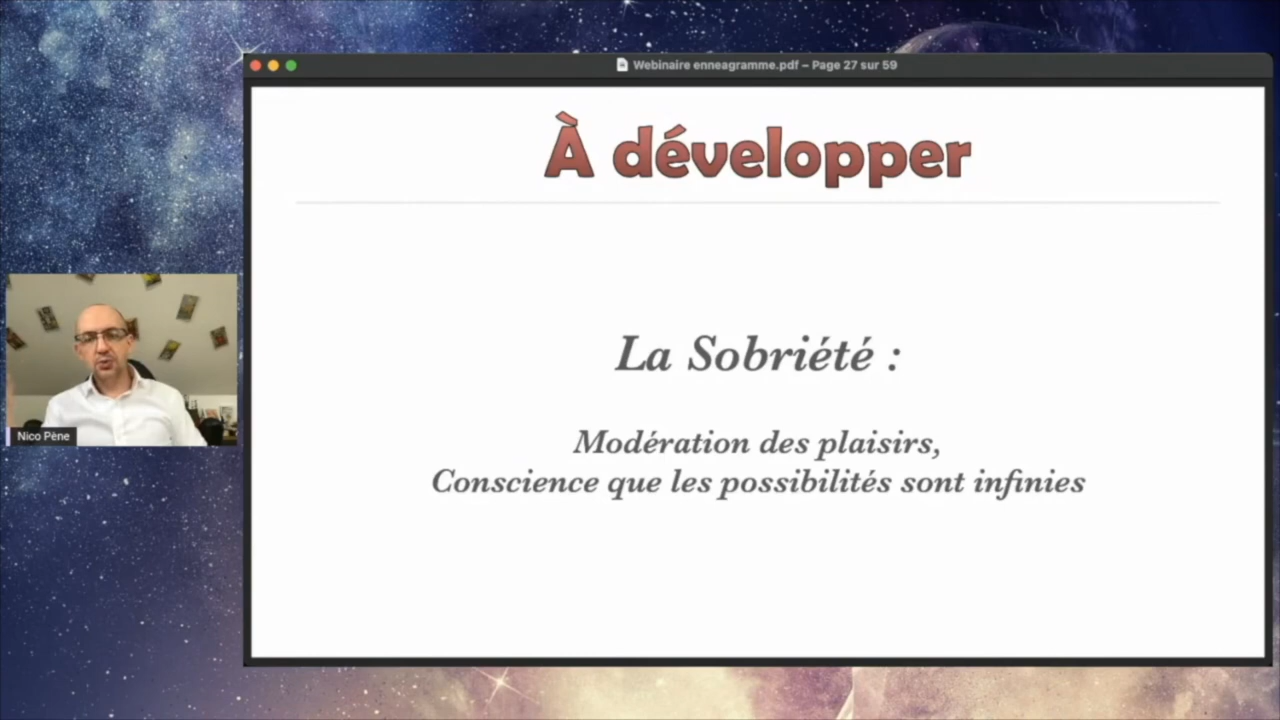 Webinaire enneagramme.pdf – Page 27 sur 59
À développer
La Sobriété :
Modération des plaisirs,
Conscience que les possibilités sont infinies
Nico Pène